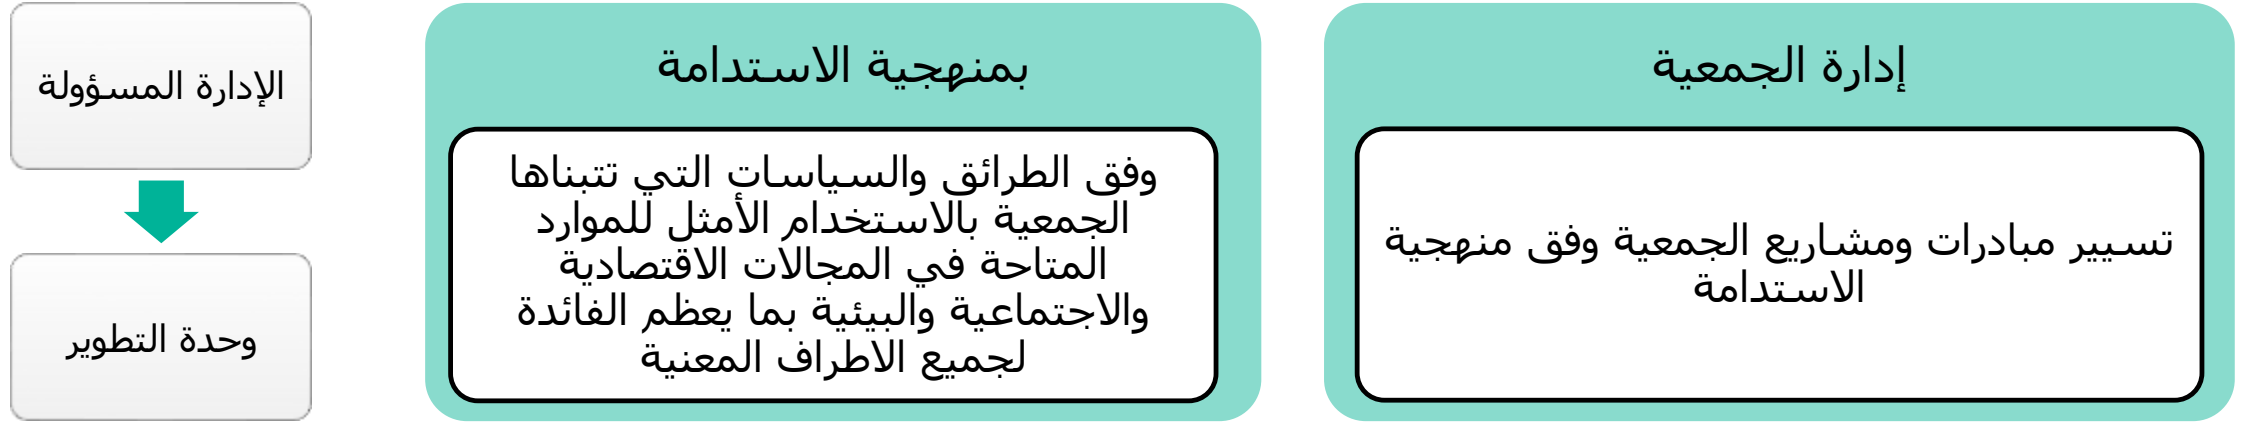 إدارة الجمعية
تسيير مبادرات ومشاريع الجمعية وفق منهجية
الاستدامة
بمنهجية الاستدامة
وفق الطرائق والسياسات التي تتبناها
الجمعية بالاستخدام الأمثل للموارد
المتاحة في المجالات الاقتصادية
والاجتماعية والبيئية بما يعظم الفائدة
لجميع الاطراف المعنية
الإدارة المسؤولة
وحدة التطوير